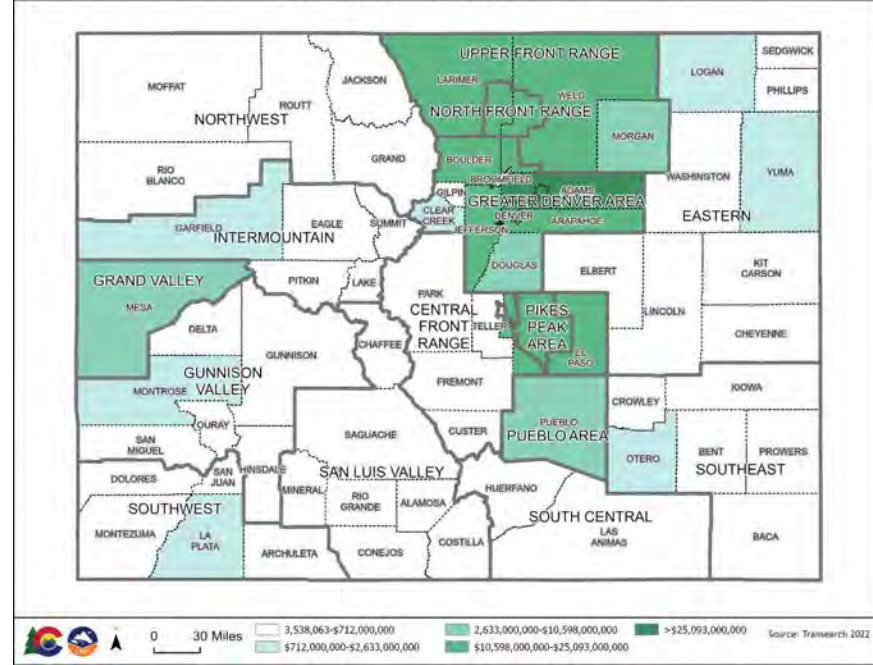 UPPER FRONT RANGE
SEDGWICK
LOGAN
JACKSON
LARIMER
MOFFAT
WELD
PHILLIPS
ROUTT
NORTH FRONT RANGE
NORTHWEST
MORGAN
GRAND
BOULDER
RIO
BLANCO
WASHINGTON
YUMA
BROOMFIELD
GILPIN
ADAMS
GREATER DENVER AREA
CLEAR
CREEK
DENVER
EASTERN
GARFIELD
EAGLE
SUMMIT
JEFFERSON
ARAPAHOE
INTERMOUNTAIN
DOUGLAS
ELBERT
KIT
CARSON
GRAND VALLEY
PITKIN
LAKE
PARK
MESA
LINCOLN
CENTRAL
FRONT
RANGE
TELLER
PIKES
PEAK
AREA
DELTA
CHEYENNE
CHAFFEE
EL
PASO
GUNNISON
GUNNISON
VALLEY
FREMONT
MONTROSE
KIOWA
CROWLEY
OURAY
PUEBLO
PUEBLO AREA
SAGUACHE
CUSTER
SAN
MIGUEL
OTERO
BENT
PROWERS
SOUTHEAST
DOLORES
SAN
JUAN
HINSDALE
SAN LUIS VALLEY
MINERAL
HUERFANO
RIO
GRANDE
ALAMOSA
SOUTHWEST
SOUTH CENTRAL
LAS
ANIMAS
MONTEZUMA
LA
PLATA
BACA
ARCHULETA
CONEJOS
COSTILLA
0 30 Miles
3,538,063-$712,000,000
$712,000,000-$2,633,000,000
2,633,000,000-$10,598,000,000
$10,598,000,000-$25,093,000,000
>$25,093,000,000
Source: Transearch 2022